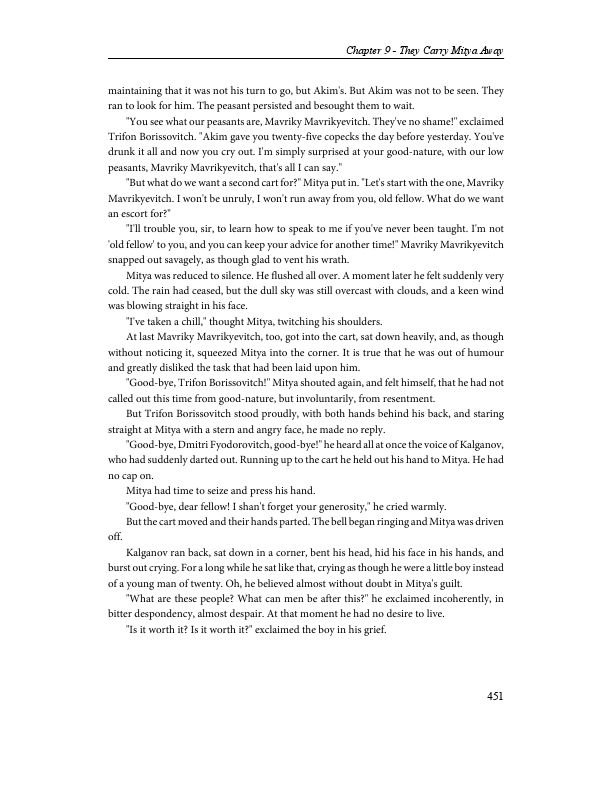 Chapter 9 - They Carry Mitya Away
maintaining that it was not his turn to go, but Akim's. But Akim was not to be seen. They
ran to look for him. The peasant persisted and besought them to wait.
"You see what our peasants are, Mavriky Mavrikyevitch. They've no shame!" exclaimed
Trifon Borissovitch. "Akim gave you twenty-five copecks the day before yesterday. You've
drunk it all and now you cry out. I'm simply surprised at your good-nature, with our low
peasants, Mavriky Mavrikyevitch, that's all I can say."
"But what do we want a second cart for?" Mitya put in. "Let's start with the one, Mavriky
Mavrikyevitch. I won't be unruly, I won't run away from you, old fellow. What do we want
an escort for?"
"I'll trouble you, sir, to learn how to speak to me if you've never been taught. I'm not
'old fellow' to you, and you can keep your advice for another time!" Mavriky Mavrikyevitch
snapped out savagely, as though glad to vent his wrath.
Mitya was reduced to silence. He flushed all over. A moment later he felt suddenly very
cold. The rain had ceased, but the dull sky was still overcast with clouds, and a keen wind
was blowing straight in his face.
"I've taken a chill," thought Mitya, twitching his shoulders.
At last Mavriky Mavrikyevitch, too, got into the cart, sat down heavily, and, as though
without noticing it, squeezed Mitya into the corner. It is true that he was out of humour
and greatly disliked the task that had been laid upon him.
"Good-bye, Trifon Borissovitch!" Mitya shouted again, and felt himself, that he had not
called out this time from good-nature, but involuntarily, from resentment.
But Trifon Borissovitch stood proudly, with both hands behind his back, and staring
straight at Mitya with a stern and angry face, he made no reply.
"Good-bye, Dmitri Fyodorovitch, good-bye!" he heard all at once the voice of Kalganov,
who had suddenly darted out. Running up to the cart he held out his hand to Mitya. He had
no cap on.
Mitya had time to seize and press his hand.
"Good-bye, dear fellow! I shan't forget your generosity," he cried warmly.
But the cart moved and their hands parted. The bell began ringing and Mitya was driven
off.
Kalganov ran back, sat down in a corner, bent his head, hid his face in his hands, and
burst out crying. For a long while he sat like that, crying as though he were a little boy instead
of a young man of twenty. Oh, he believed almost without doubt in Mitya's guilt.
"What are these people? What can men be after this?" he exclaimed incoherently, in
bitter despondency, almost despair. At that moment he had no desire to live.
"Is it worth it? Is it worth it?" exclaimed the boy in his grief.
451